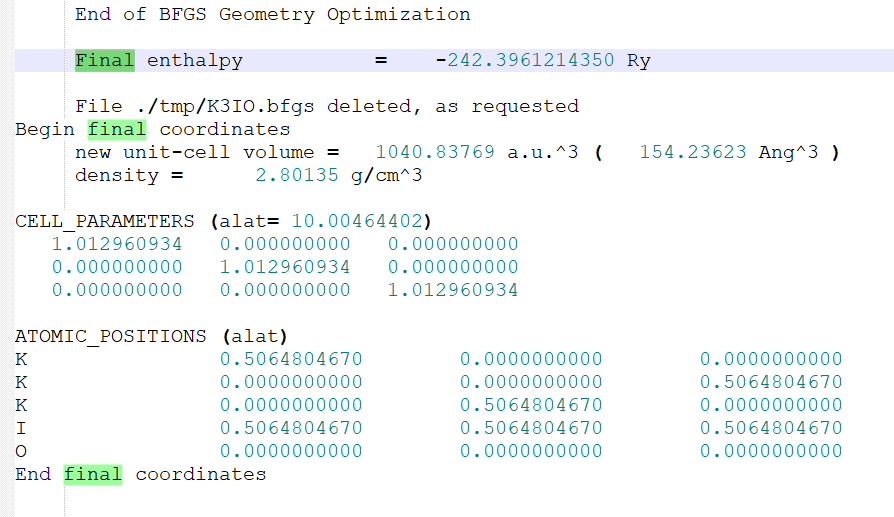 End of BFGS Geometry Optimization
Final enthalpy = -242.3961214350 Ry
File ./tmp/K3IO.bfgs deleted, as requested
Begin final coordinates
new unit-cell volume = 1040.83769 a.u.^3 ( 154.23623 Ang^3 )
density = 2.80135 g/cm^3
CELL_PARAMETERS (alat= 10.00464402)
1.012960934 0.000000000 0.000000000
0.000000000 1.012960934 0.000000000
0.000000000 0.000000000 1.012960934
ATOMIC_POSITIONS (alat)
K 0.5064804670 0.0000000000 0.0000000000
K 0.0000000000 0.0000000000 0.5064804670
K 0.0000000000 0.5064804670 0.0000000000
I 0.5064804670 0.5064804670 0.5064804670
O 0.0000000000 0.0000000000 0.0000000000
End final coordinates